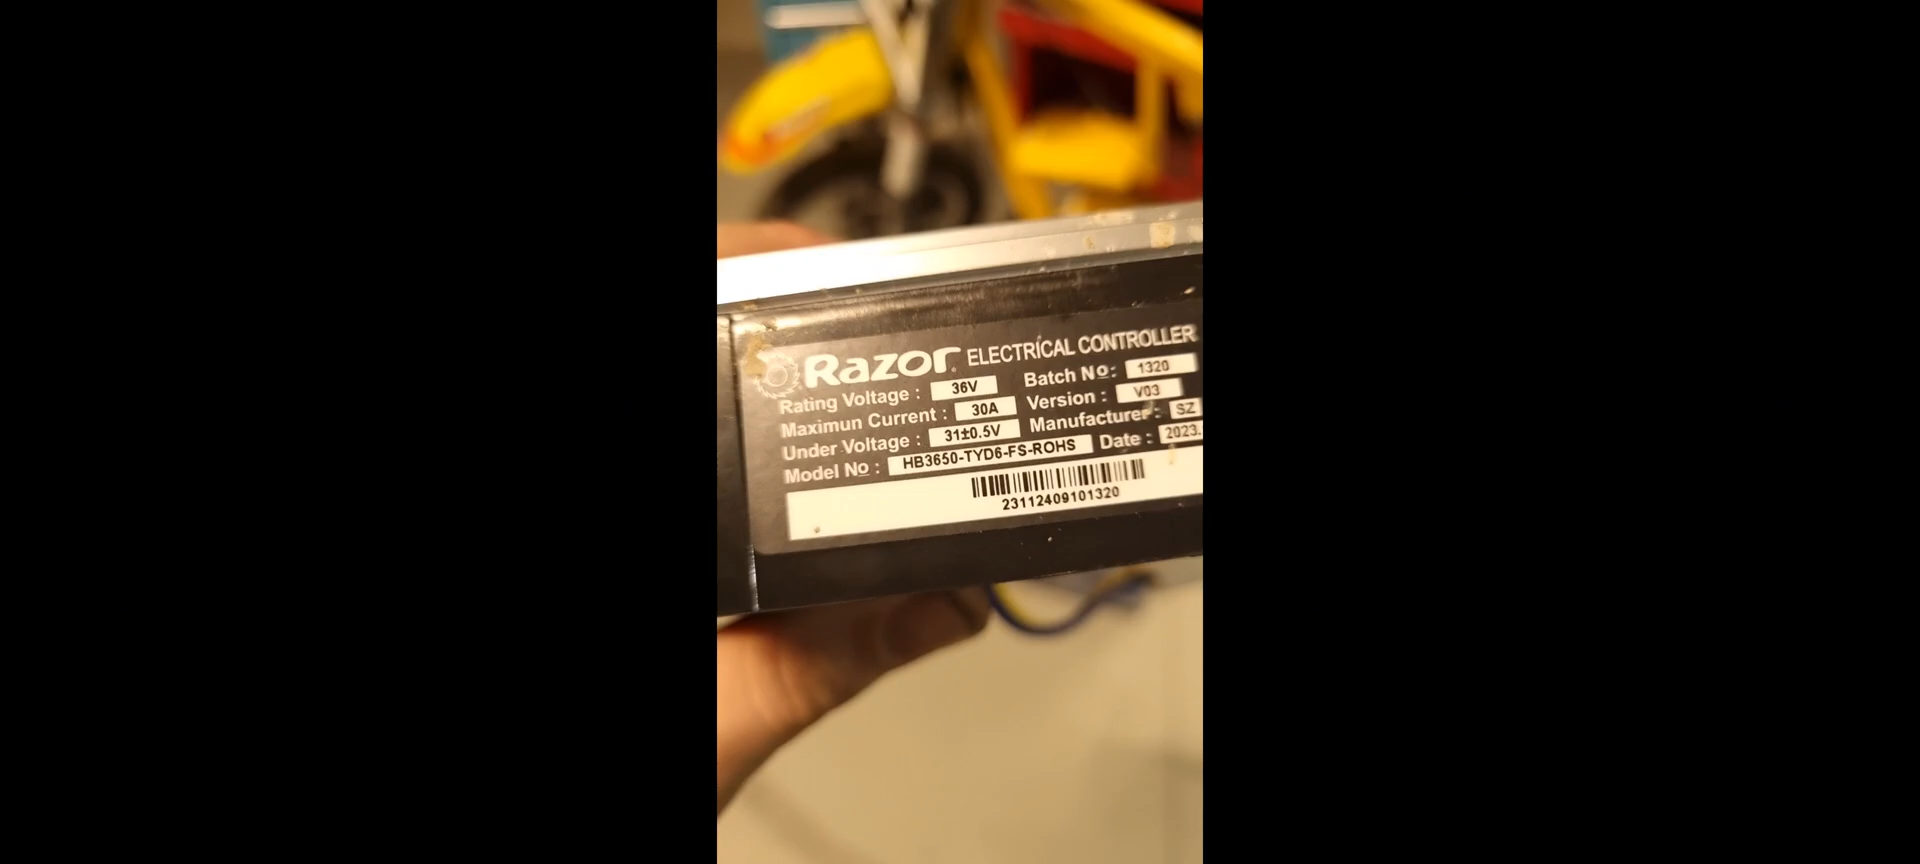 Razor ELECTRICAL CONTROLLER
Rating Voltage : 36V Batch No: 1320
Maximun Current : 30A Version : V03
Under Voltage : 31±0.5V Manufacturer : SZ
Model No : HB3650-TYD6-FS-ROHS Date : 2023.
23112409101320